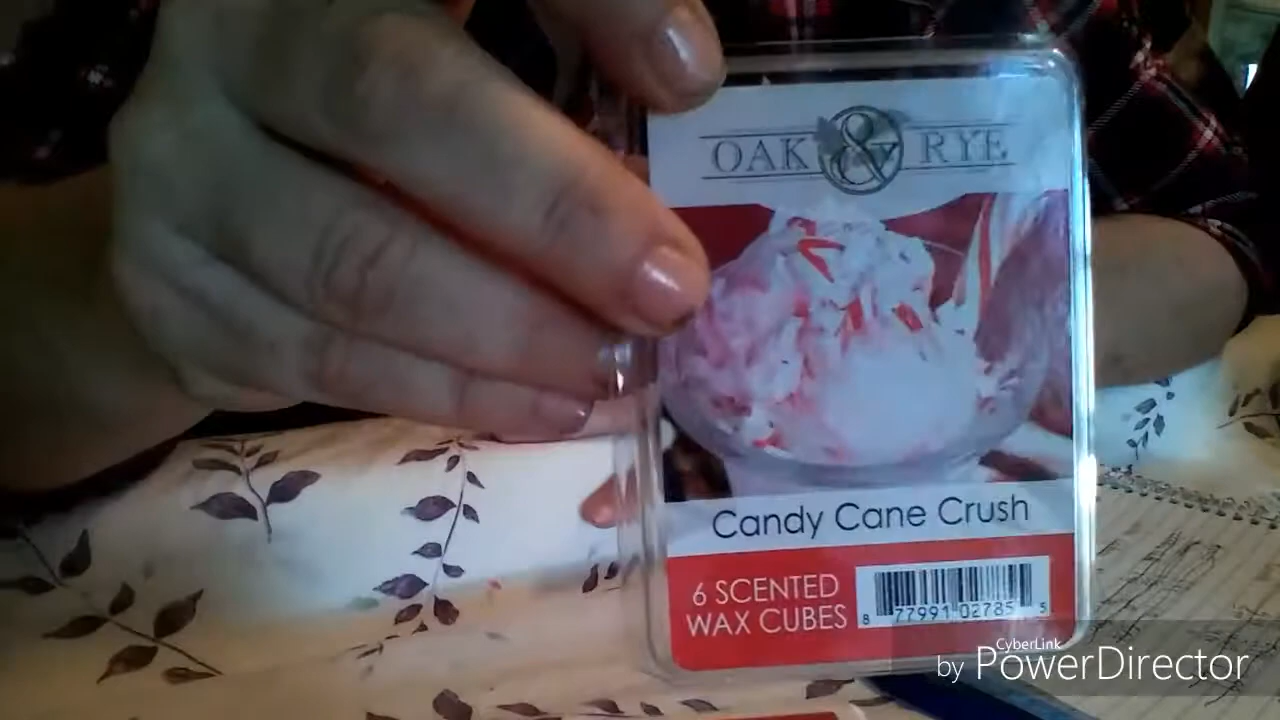 OAK & RYE
Candy Cane Crush
6 SCENTED
WAX CUBES
8 77991 02785 5
CyberLink
by PowerDirector